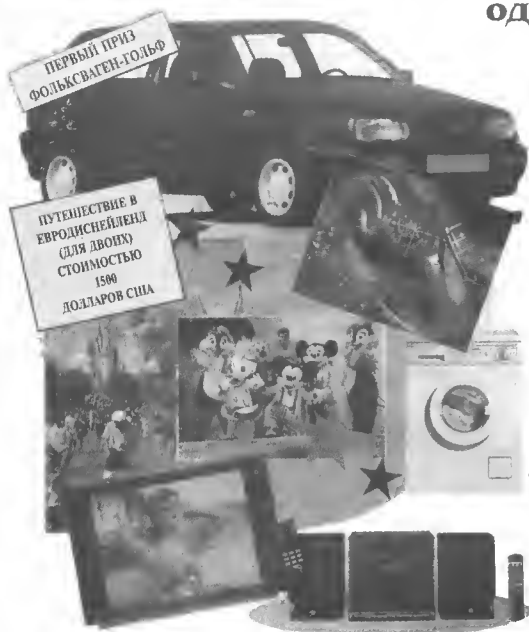 од
ПЕРВЫЙ ПРИЗ
ФОЛЬКСВАГЕН-ГОЛЬФ
ПУТЕШЕСТВИЕ В
ЕВРОДИСНЕЙЛЕНД
(ДЛЯ ДВОИХ)
СТОИМОСТЬЮ
1500
ДОЛЛАРОВ США